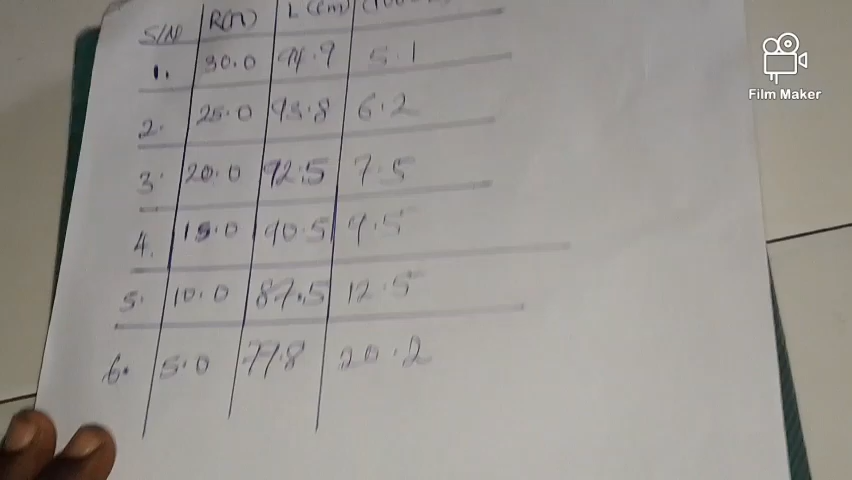 S/N R(Ω) L (cm)
1. 30.0 94.9 5.1
2. 25.0 93.8 6.2
3. 20.0 92.5 7.5
4. 15.0 90.5 9.5
5. 10.0 87.5 12.5
6. 5.0 77.8 20.2
Film Maker